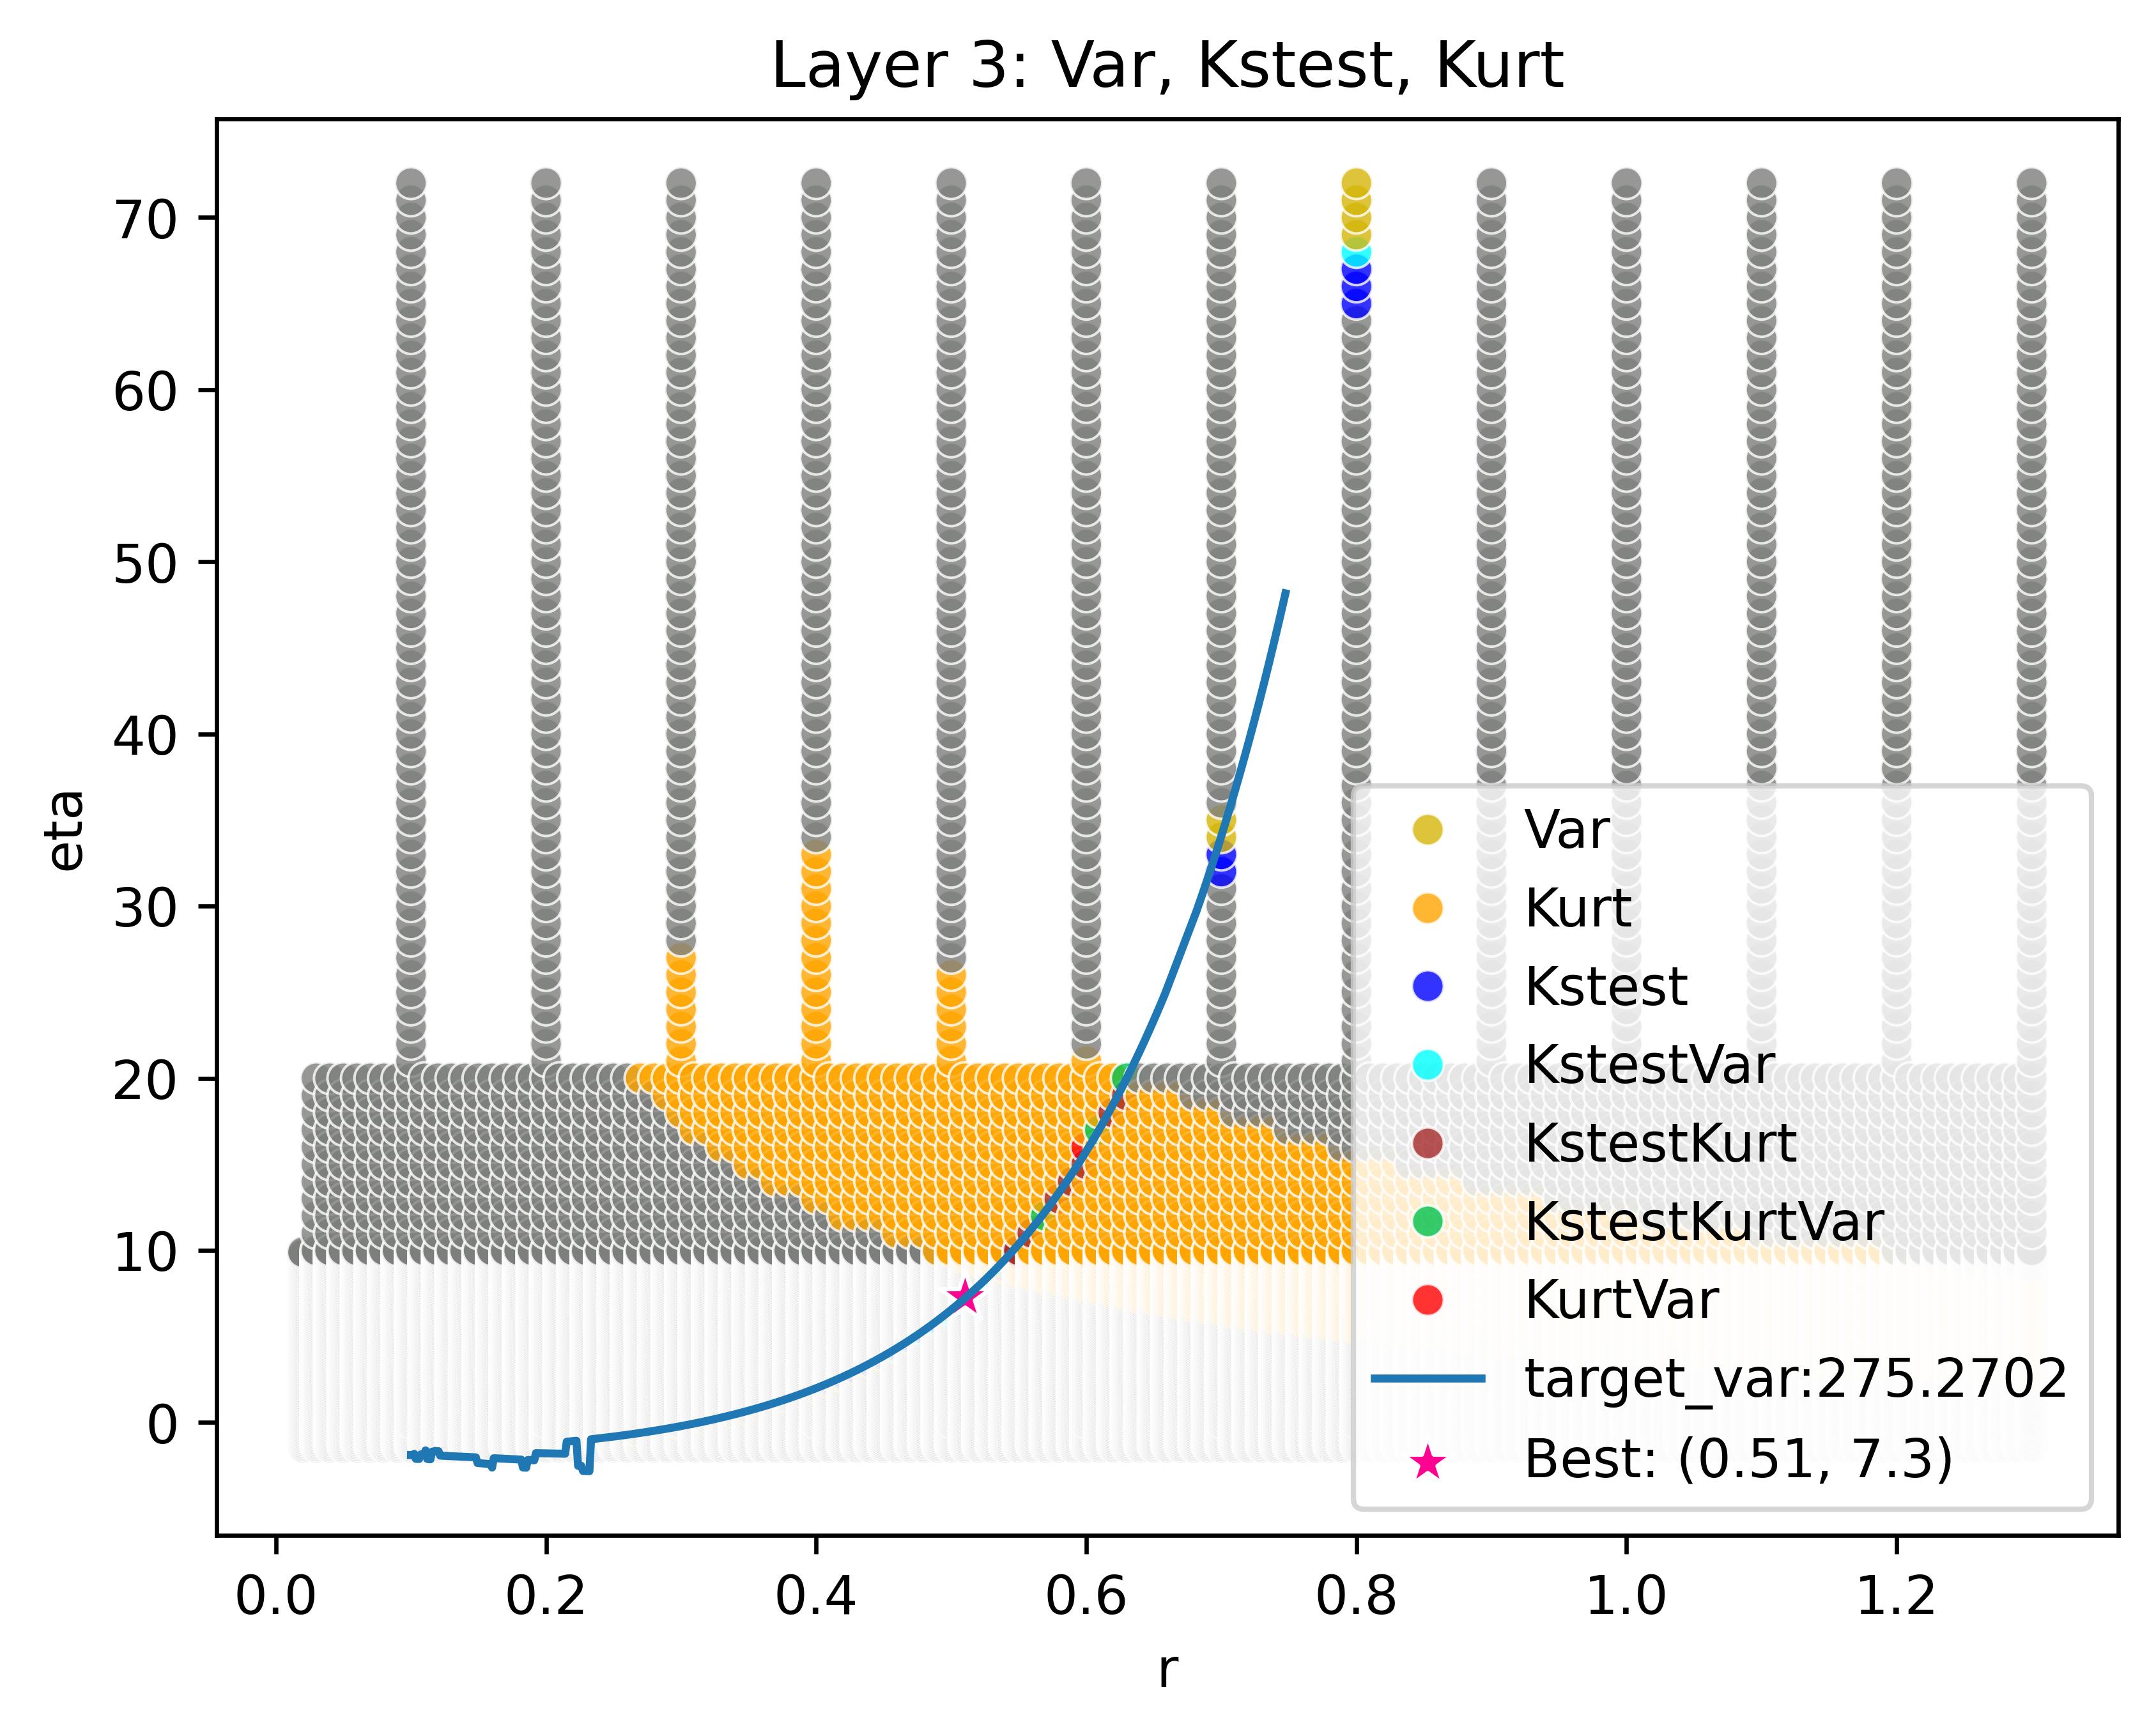 Layer 3: Var, Kstest, Kurt
eta
70
60
50
40
30
20
10
0
Var
Kurt
Kstest
KstestVar
KstestKurt
KstestKurtVar
KurtVar
target_var:275.2702
Best: (0.51, 7.3)
0.0 0.2 0.4 0.6 0.8 1.0 1.2
r